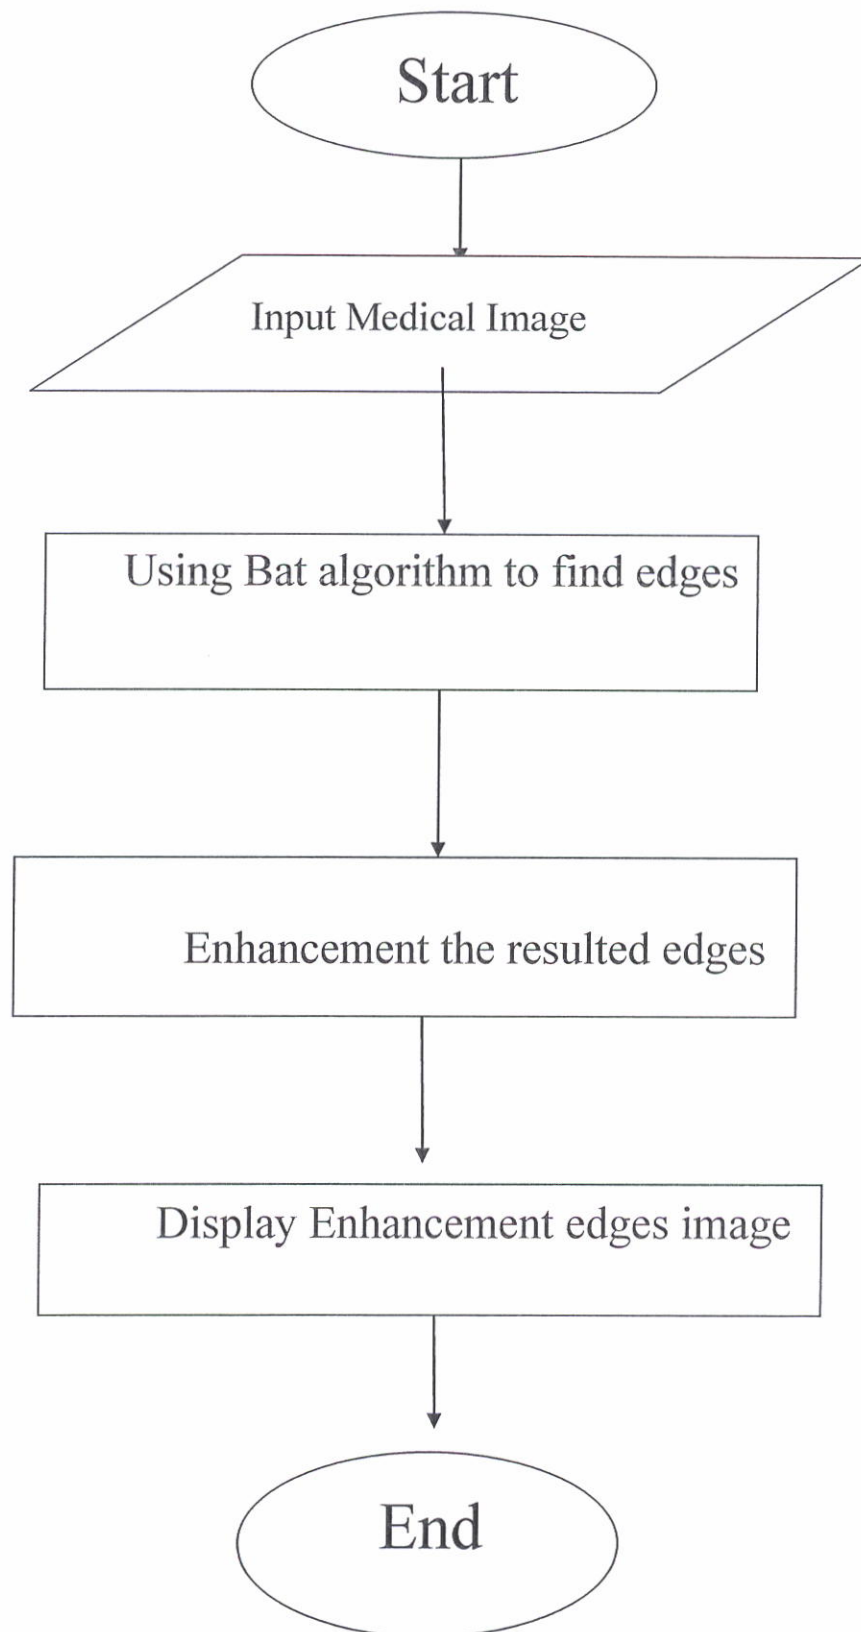 Start
Input Medical Image
Using Bat algorithm to find edges
Enhancement the resulted edges
Display Enhancement edges image
End